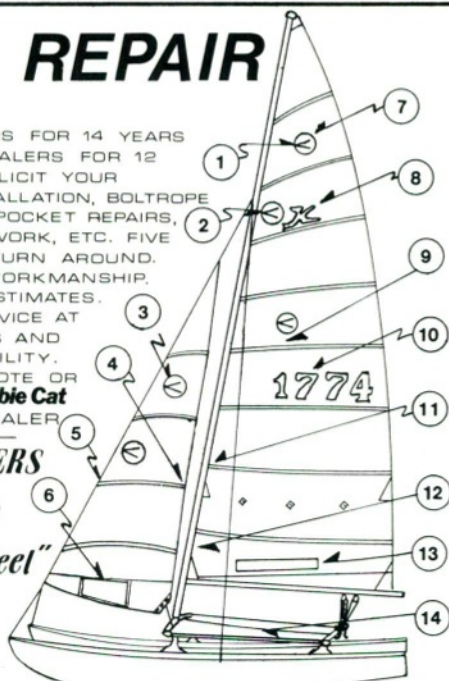 REPAIR
S FOR 14 YEARS
ALERS FOR 12
LICIT YOUR
ALLATION, BOLTROPE
POCKET REPAIRS,
WORK, ETC. FIVE
URN AROUND.
ORKMANSHIP.
STIMATES.
VICE AT
S AND
BILITY.
OTE OR
bie Cat
ALER
ERS
eel"
1
2
3
4
5
6
7
8
9
10
1774
11
12
13
14